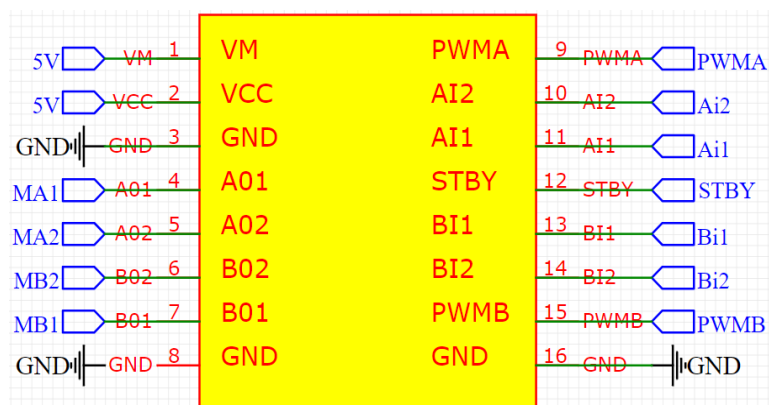 5V VM 1 VM PWMA 9 PWMA PWMA
5V VCC 2 VCC AI2 10 AI2 Ai2
GND GND 3 GND AI1 11 AI1 Ai1
MA1 A01 4 A01 STBY 12 STBY STBY
MA2 A02 5 A02 BI1 13 BI1 Bi1
MB2 B02 6 B02 BI2 14 BI2 Bi2
MB1 B01 7 B01 PWMB 15 PWMB PWMB
GND GND 8 GND GND 16 GND GND